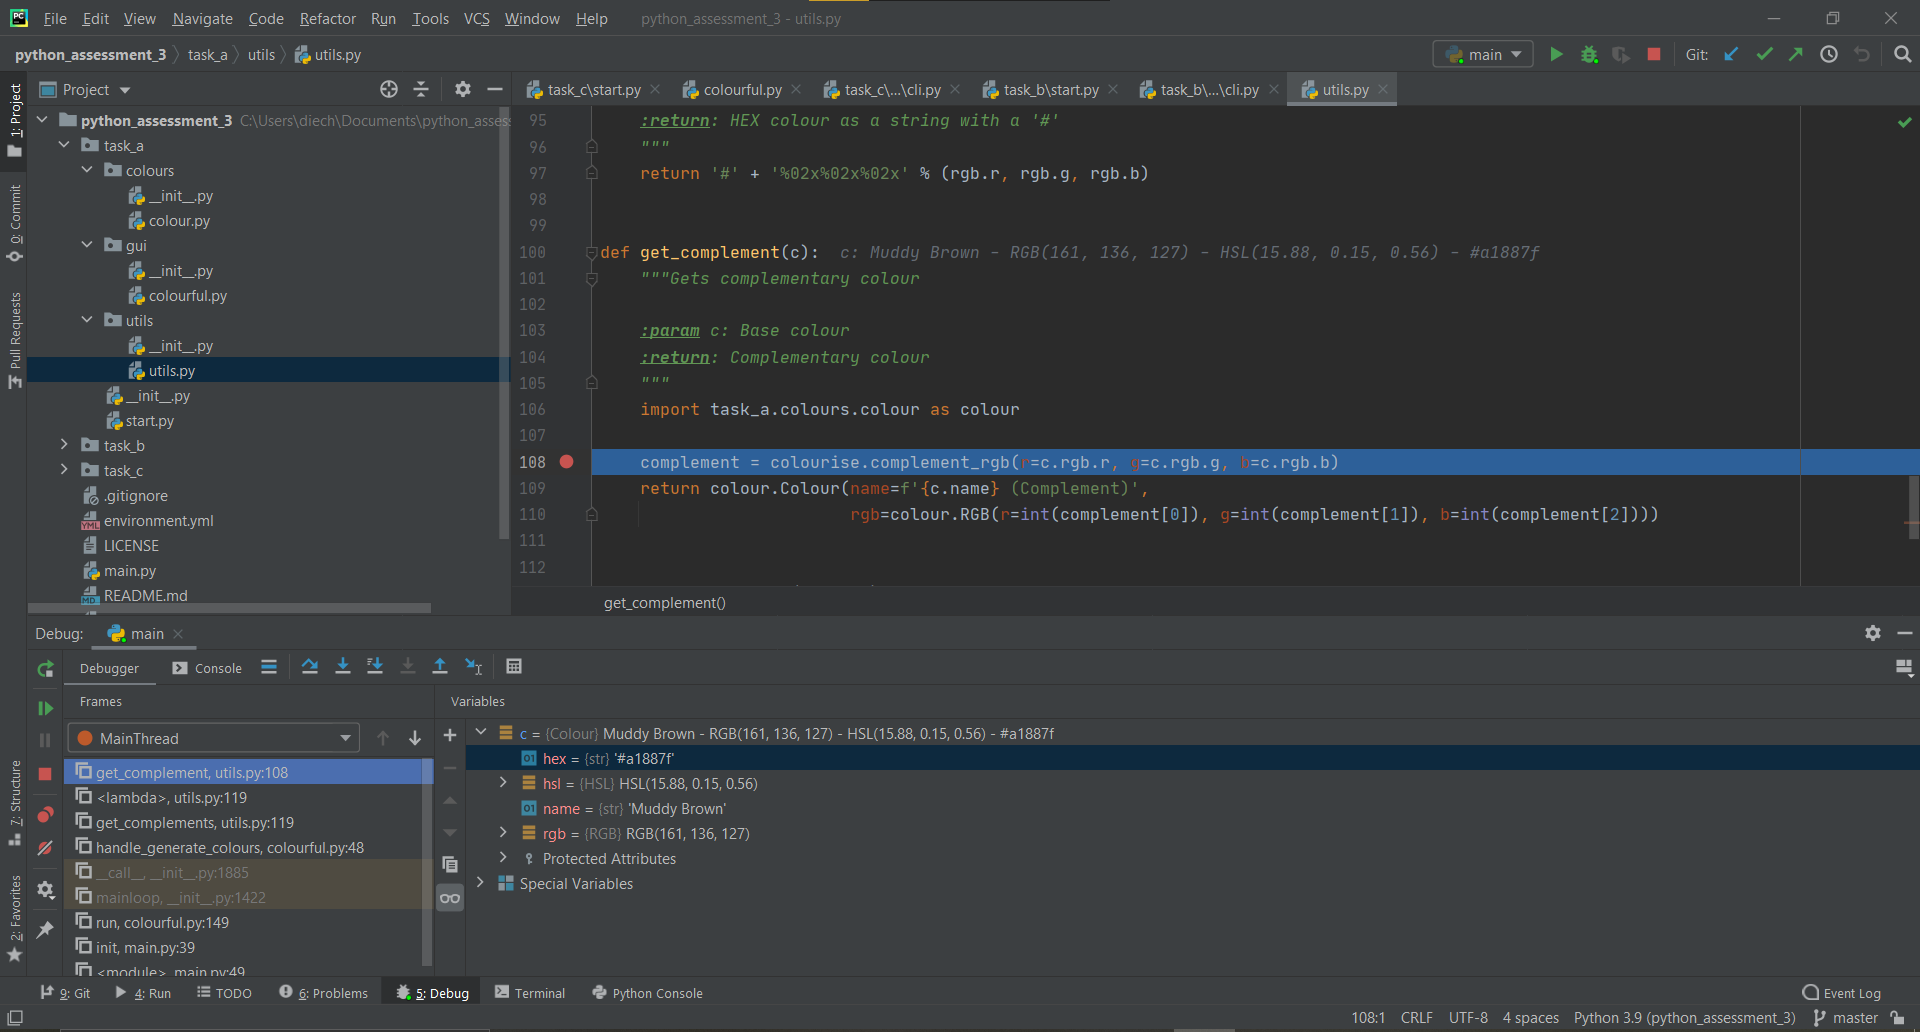 PC File Edit View Navigate Code Refactor Run Tools VCS Window Help python_assessment_3 - utils.py
python_assessment_3 task_a utils utils.py main Git:
1: Project
0: Commit
Pull Requests
7: Structure
2: Favorites
Project
python_assessment_3 C:\Users\diech\Documents\python_asses
task_a
colours
__init__.py
colour.py
gui
__init__.py
colourful.py
utils
__init__.py
utils.py
__init__.py
start.py
task_b
task_c
.gitignore
environment.yml
LICENSE
main.py
README.md
task_c\start.py colourful.py task_c\...\cli.py task_b\start.py task_b\...\cli.py utils.py
95 :return: HEX colour as a string with a '#'
96 """
97 return '#' + '%02x%02x%02x' % (rgb.r, rgb.g, rgb.b)
98
99
100 def get_complement(c): c: Muddy Brown - RGB(161, 136, 127) - HSL(15.88, 0.15, 0.56) - #a1887f
101 """Gets complementary colour
102
103 :param c: Base colour
104 :return: Complementary colour
105 """
106 import task_a.colours.colour as colour
107
108 complement = colourise.complement_rgb(r=c.rgb.r, g=c.rgb.g, b=c.rgb.b)
109 return colour.Colour(name=f'{c.name} (Complement)',
110 rgb=colour.RGB(r=int(complement[0]), g=int(complement[1]), b=int(complement[2])))
111
112
get_complement()
Debug: main
Debugger Console
Frames
MainThread
get_complement, utils.py:108
<lambda>, utils.py:119
get_complements, utils.py:119
handle_generate_colours, colourful.py:48
__call__, __init__.py:1885
mainloop, __init__.py:1422
run, colourful.py:149
init, main.py:39
<module>, main.py:49
Variables
c = {Colour} Muddy Brown - RGB(161, 136, 127) - HSL(15.88, 0.15, 0.56) - #a1887f
01 hex = {str} '#a1887f'
hsl = {HSL} HSL(15.88, 0.15, 0.56)
01 name = {str} 'Muddy Brown'
rgb = {RGB} RGB(161, 136, 127)
Protected Attributes
Special Variables
9: Git 4: Run TODO 6: Problems 5: Debug Terminal Python Console Event Log
108:1 CRLF UTF-8 4 spaces Python 3.9 (python_assessment_3) master